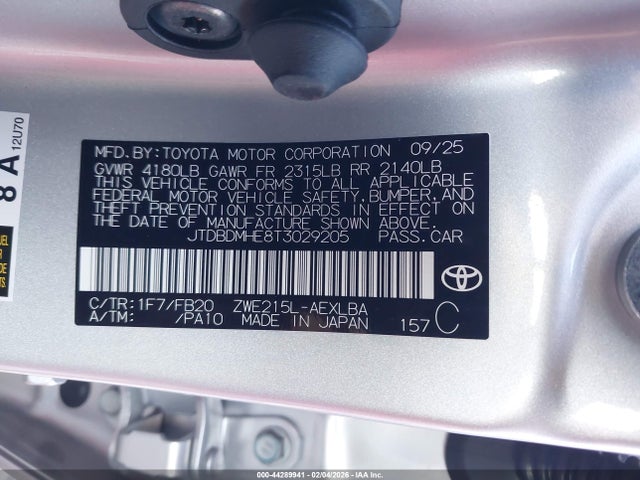 MFD. BY: TOYOTA MOTOR CORPORATION 09/25
GVWR 4180LB GAWR FR 2315LB RR 2140LB
THIS VEHICLE CONFORMS TO ALL APPLICABLE
FEDERAL MOTOR VEHICLE SAFETY, BUMPER, AND
THEFT PREVENTION STANDARDS IN EFFECT ON
THE DATE OF MANUFACTURE SHOWN ABOVE.
JTDBDMHE8T3029205 PASS. CAR
C/TR: 1F7/FB20 ZWE215L-AEXLBA
A/TM: /PA10 MADE IN JAPAN 157 C
8 A 12U70
000-44289941 - 02/04/2026 - IAA Inc.